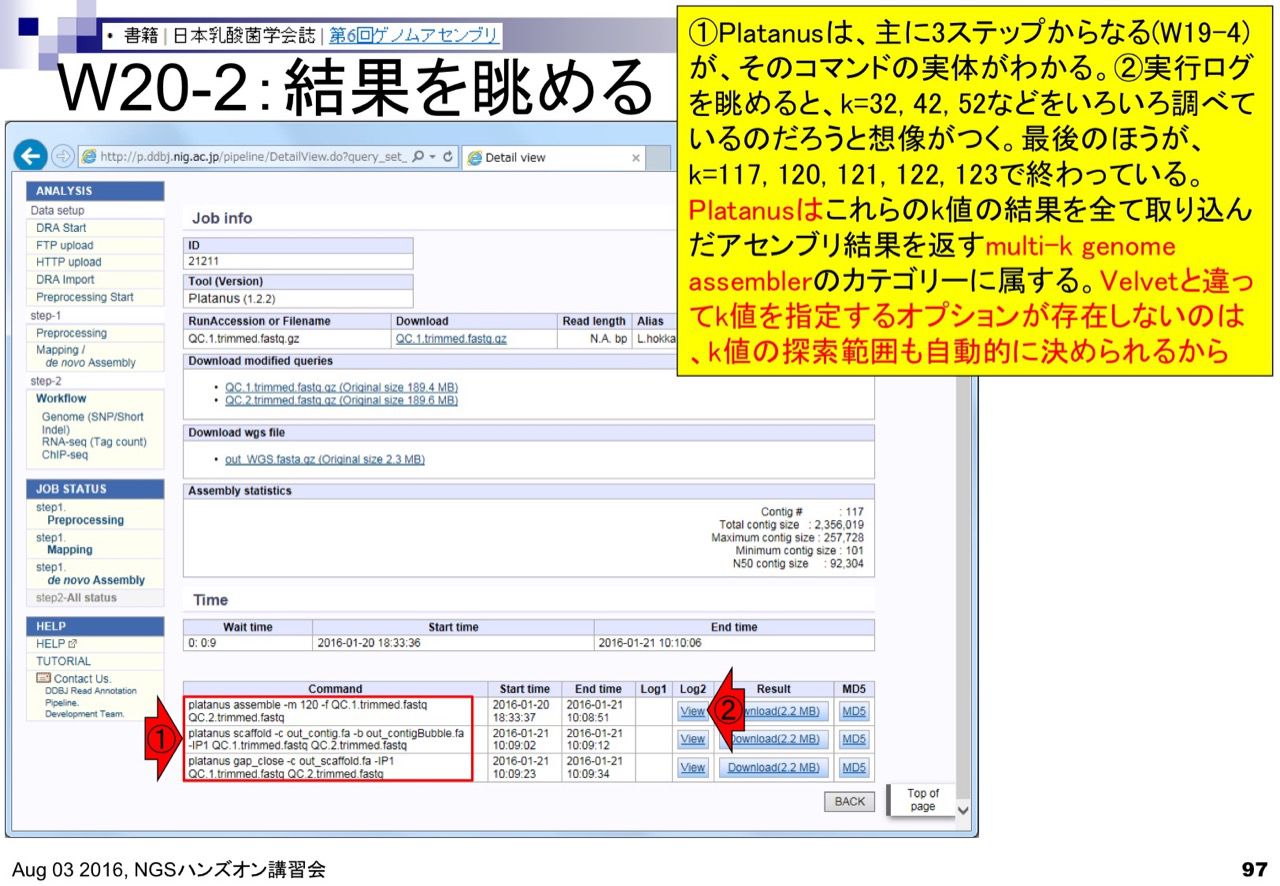 • 書籍 | 日本乳酸菌学会誌 | 第6回ゲノムアセンブリ
W20-2：結果を眺める
①Platanusは、主に3ステップからなる(W19-4)
が、そのコマンドの実体がわかる。②実行ログ
を眺めると、k=32, 42, 52などをいろいろ調べて
いるのだろうと想像がつく。最後のほうが、
k=117, 120, 121, 122, 123で終わっている。
Platanusはこれらのk値の結果を全て取り込ん
だアセンブリ結果を返すmulti-k genome
assemblerのカテゴリーに属する。Velvetと違っ
てk値を指定するオプションが存在しないのは
、k値の探索範囲も自動的に決められるから
http://p.ddbj.nig.ac.jp/pipeline/DetailView.do?query_set_
Detail view
ANALYSIS
Data setup
DRA Start
FTP upload
HTTP upload
DRA Import
Preprocessing Start
step-1
Preprocessing
Mapping /
de novo Assembly
step-2
Workflow
Genome (SNP/Short
Indel)
RNA-seq (Tag count)
ChIP-seq
JOB STATUS
step1.
Preprocessing
step1.
Mapping
step1.
de novo Assembly
step2-All status
HELP
HELP
TUTORIAL
Contact Us.
DDBJ Read Annotation
Pipeline.
Development Team.
Job info
ID
21211
Tool (Version)
Platanus (1.2.2)
RunAccession or Filename Download Read length Alias
QC.1.trimmed.fastq.gz QC.1.trimmed.fastq.gz N.A. bp L.hokka
Download modified queries
• QC.1.trimmed.fastq.gz (Original size 189.4 MB)
• QC.2.trimmed.fastq.gz (Original size 189.6 MB)
Download wgs file
• out_WGS.fasta.gz (Original size 2.3 MB)
Assembly statistics
Contig # : 117
Total contig size : 2,356,019
Maximum contig size : 257,728
Minimum contig size : 101
N50 contig size : 92,304
Time
Wait time Start time End time
0: 0:9 2016-01-20 18:33:36 2016-01-21 10:10:06
Command Start time End time Log1 Log2 Result MD5
platanus assemble -m 120 -f QC.1.trimmed.fastq 2016-01-20 2016-01-21 View ② wnload(2.2 MB) MD5
QC.2.trimmed.fastq 18:33:37 10:08:51
① platanus scaffold -c out_contig.fa -b out_contigBubble.fa 2016-01-21 2016-01-21 View Download(2.2 MB) MD5
-IP1 QC.1.trimmed.fastq QC.2.trimmed.fastq 10:09:02 10:09:12
platanus gap_close -c out_scaffold.fa -IP1 2016-01-21 2016-01-21 View Download(2.2 MB) MD5
QC.1.trimmed.fastq QC.2.trimmed.fastq 10:09:23 10:09:34
BACK
Top of
page
Aug 03 2016, NGSハンズオン講習会
97